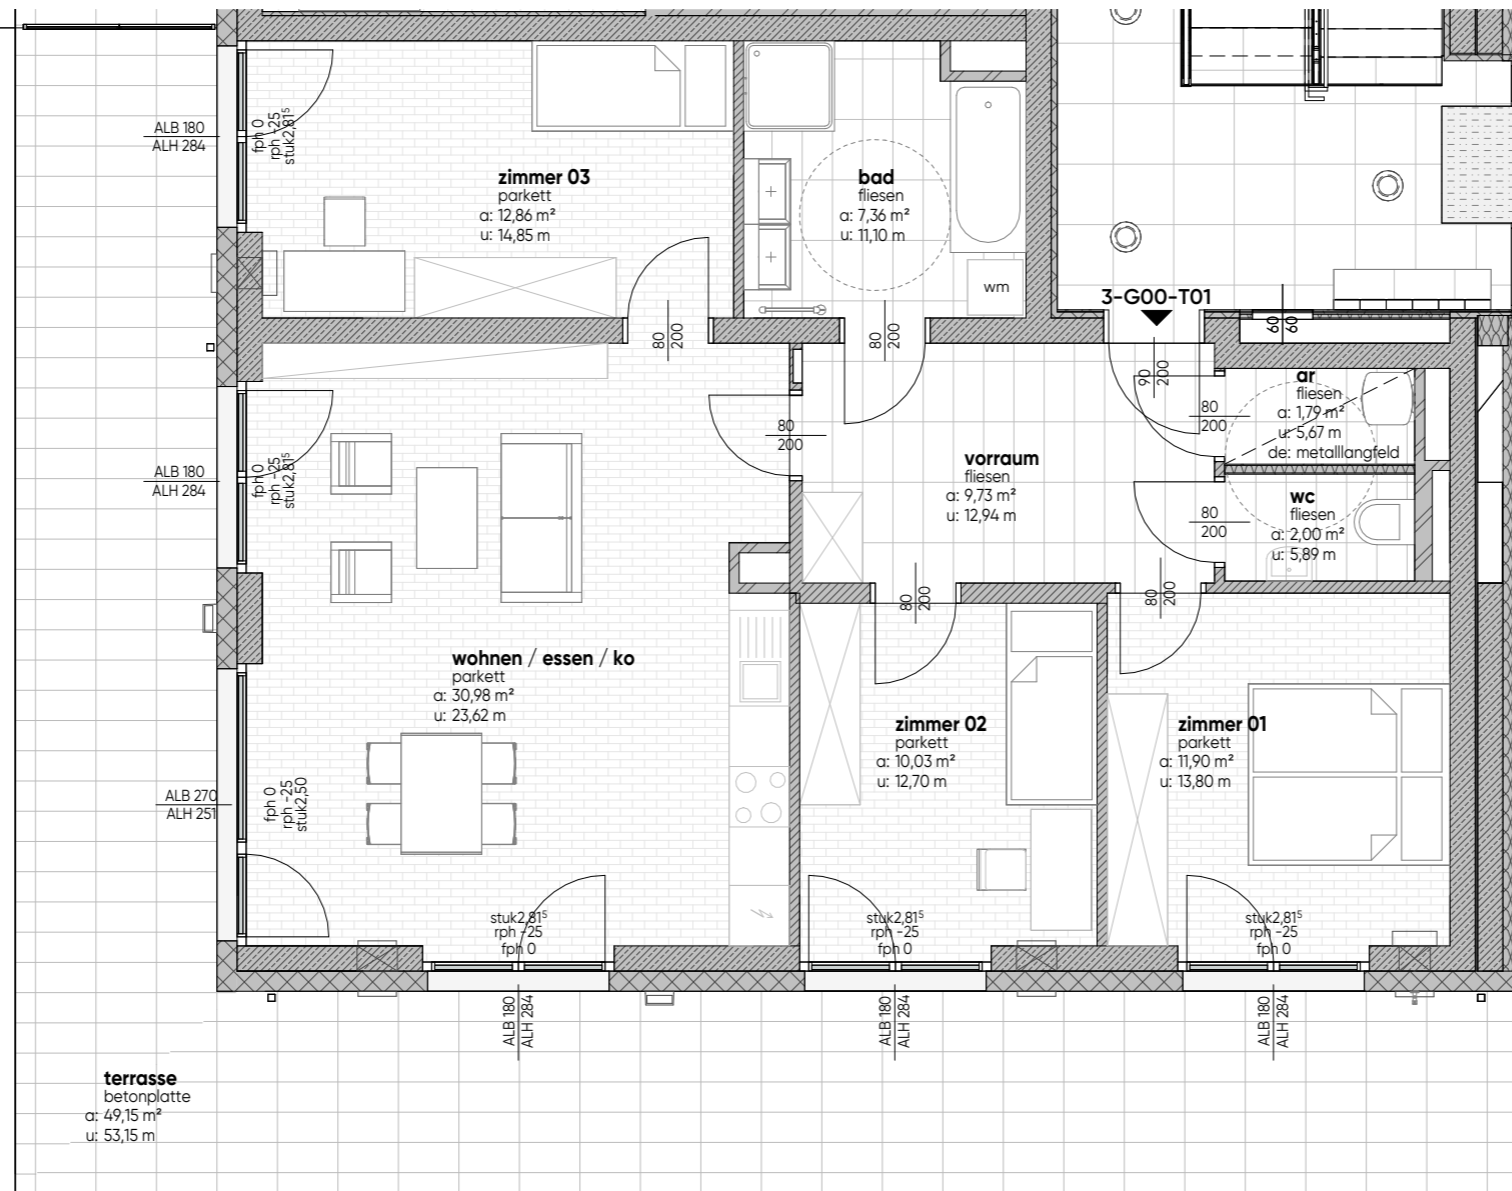 ALB 180
ALH 284
fph 0
rph -25
stuk2,81⁵
zimmer 03
parkett
a: 12,86 m²
u: 14,85 m
bad
fliesen
a: 7,36 m²
u: 11,10 m
wm
3-G00-T01
60
60
80
200
80
200
90
200
ar
fliesen
a: 1,79 m²
u: 5,67 m
de: metalllangfeld
80
200
80
200
ALB 180
ALH 284
fph 0
rph -25
stuk2,81⁵
vorraum
fliesen
a: 9,73 m²
u: 12,94 m
wc
fliesen
a: 2,00 m²
u: 5,89 m
80
200
80
200
80
200
wohnen / essen / ko
parkett
a: 30,98 m²
u: 23,62 m
zimmer 02
parkett
a: 10,03 m²
u: 12,70 m
zimmer 01
parkett
a: 11,90 m²
u: 13,80 m
ALB 270
ALH 251
fph 0
rph -25
stuk2,50
stuk2,81⁵
rph -25
fph 0
stuk2,81⁵
rph -25
fph 0
stuk2,81⁵
rph -25
fph 0
ALB 180
ALH 284
ALB 180
ALH 284
ALB 180
ALH 284
terrasse
betonplatte
a: 49,15 m²
u: 53,15 m